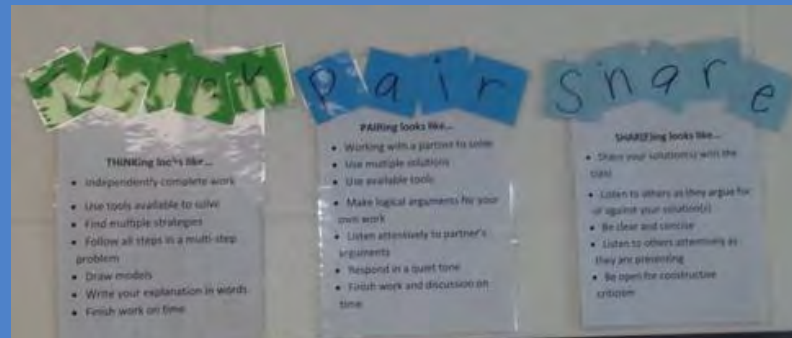 Think
THINKing looks like...
• Independently complete work
• Use tools available to solve
• Find multiple strategies
• Follow all steps in a multi-step
problem
• Draw models
• Write your explanation in words
• Finish work on time
Pair
PAIRing looks like...
• Working with a partner to solve
• Use multiple solutions
• Use available tools
• Make logical arguments for your
own work
• Listen attentively to partner's
arguments
• Respond in a quiet tone
• Finish work and discussion on
time
Share
SHAREing looks like...
• Share your solution(s) with the
class
• Listen to others as they argue for
or against your solution(s)
• Be clear and concise
• Listen to others attentively as
they are presenting
• Be open for constructive
criticism